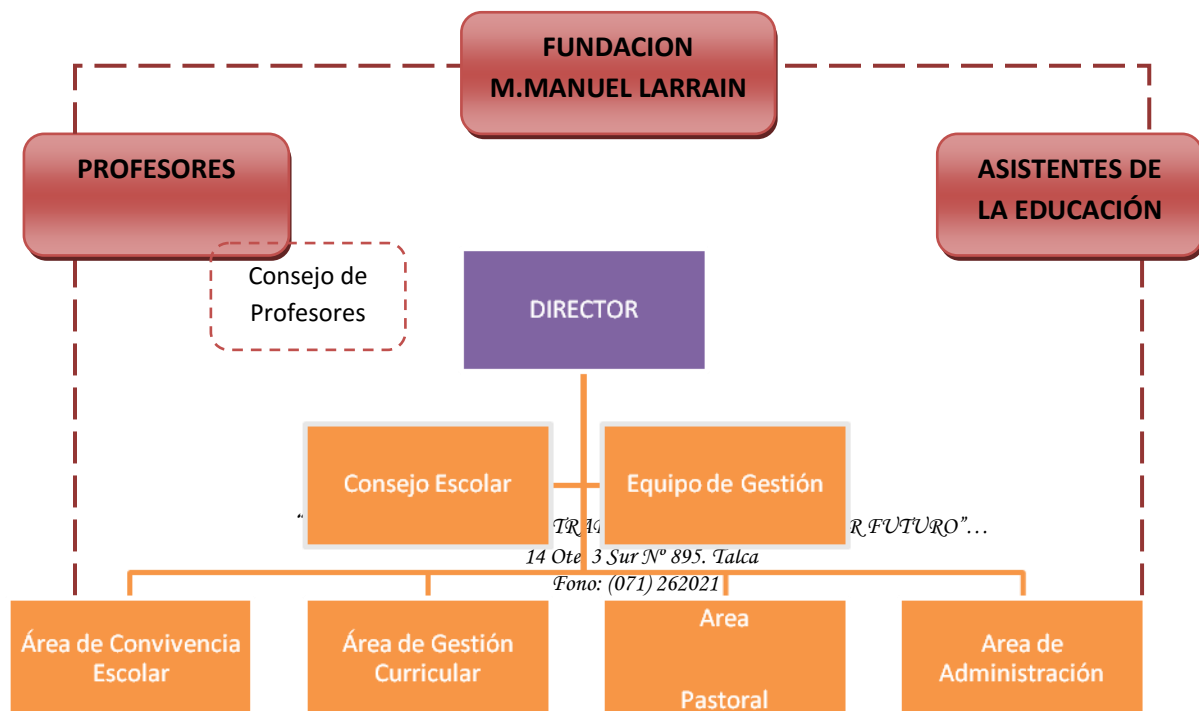 FUNDACION
M.MANUEL LARRAIN
PROFESORES
ASISTENTES DE
LA EDUCACIÓN
Consejo de
Profesores
DIRECTOR
Consejo Escolar
Equipo de Gestión
“ FUTURO”…
14 Ote. 3 Sur Nº 895. Talca
Fono: (071) 262021
Área de Convivencia
Escolar
Área de Gestión
Curricular
Area
Pastoral
Area de
Administración